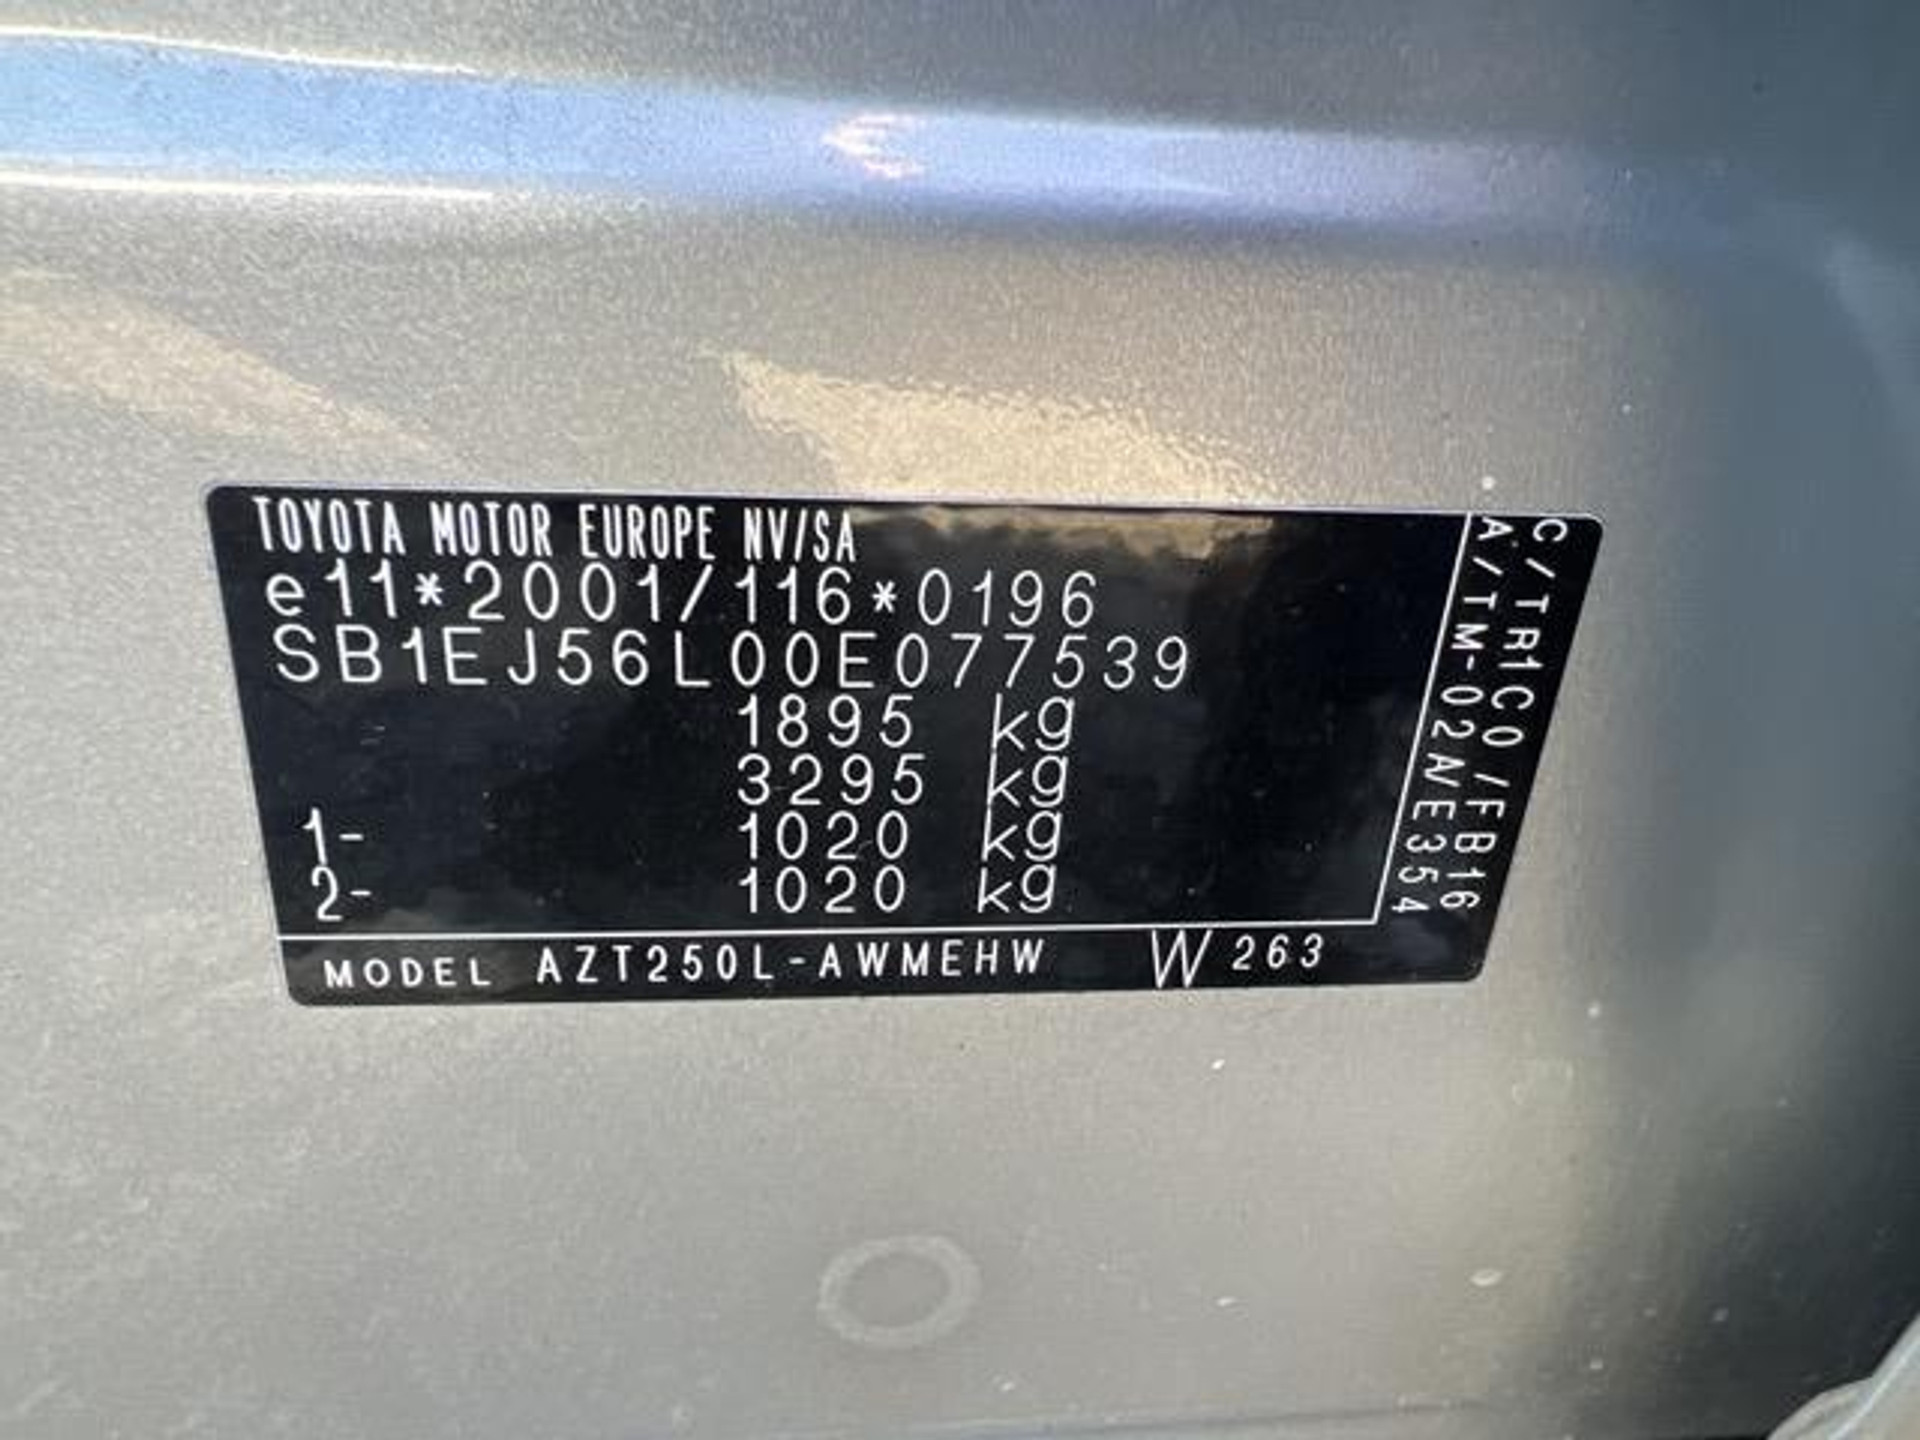 TOYOTA MOTOR EUROPE NV/SA
e11*2001/116*0196
SB1EJ56L00E077539
1895 kg
3295 kg
1- 1020 kg
2- 1020 kg
MODEL AZT250L-AWMEHW W 263
C/TR1C0/FB16
A/TM-02A/E354